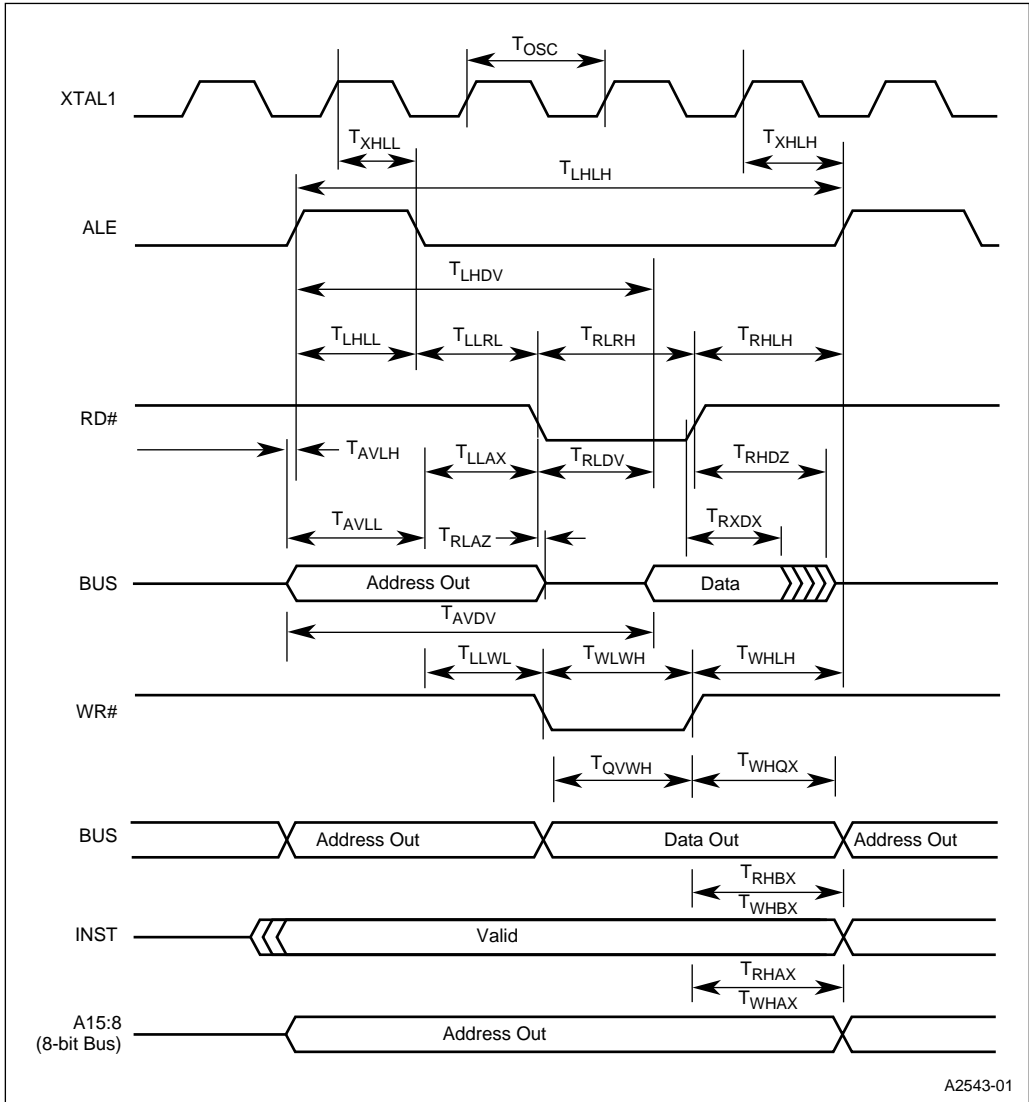 TOSC
XTAL1
TXHLL
TXHLH
TLHLH
ALE
TLHDV
TLHLL
TLLRL
TRLRH
TRHLH
RD#
TAVLH
TLLAX
TRLDV
TRHDZ
TAVLL
TRLAZ
TRXDX
BUS
Address Out
Data
TAVDV
TLLWL
TWLWH
TWHLH
WR#
TQVWH
TWHQX
BUS
Address Out
Data Out
Address Out
TRHBX
TWHBX
INST
Valid
TRHAX
TWHAX
A15:8
(8-bit Bus)
Address Out
A2543-01